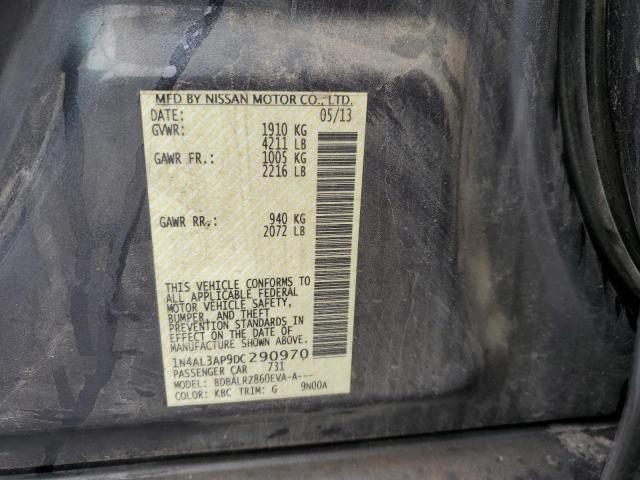 MFD BY NISSAN MOTOR CO., LTD.
DATE: 05/13
GVWR: 1910 KG
4211 LB
GAWR FR.: 1005 KG
2216 LB
GAWR RR.: 940 KG
2072 LB
THIS VEHICLE CONFORMS TO
ALL APPLICABLE FEDERAL
MOTOR VEHICLE SAFETY,
BUMPER, AND THEFT
PREVENTION STANDARDS IN
EFFECT ON THE DATE OF
MANUFACTURE SHOWN ABOVE.
1N4AL3AP9DC290970
PASSENGER CAR 731
MODEL: BDBALRZ860EVA-A---
COLOR: KBC TRIM: G 9N00A